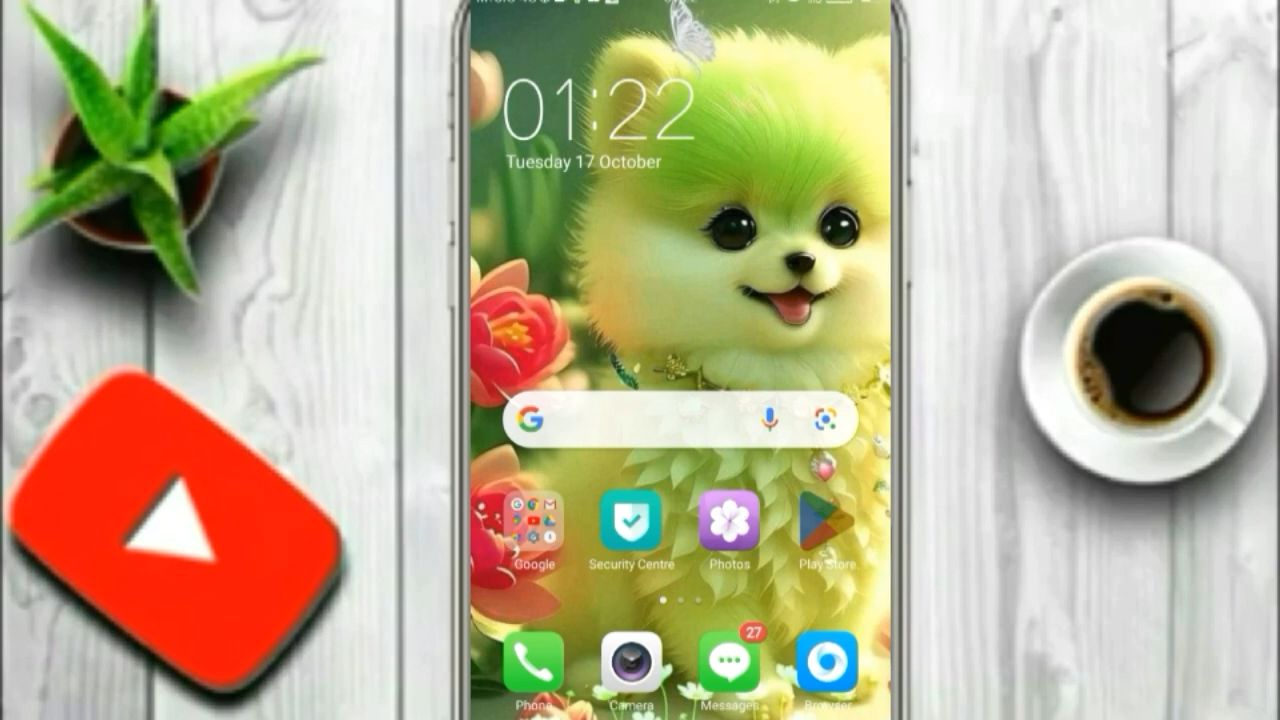 01:22
Tuesday 17 October
Google
Security Centre
Photos
Play Store
27
Phone
Camera
Messages
Browser